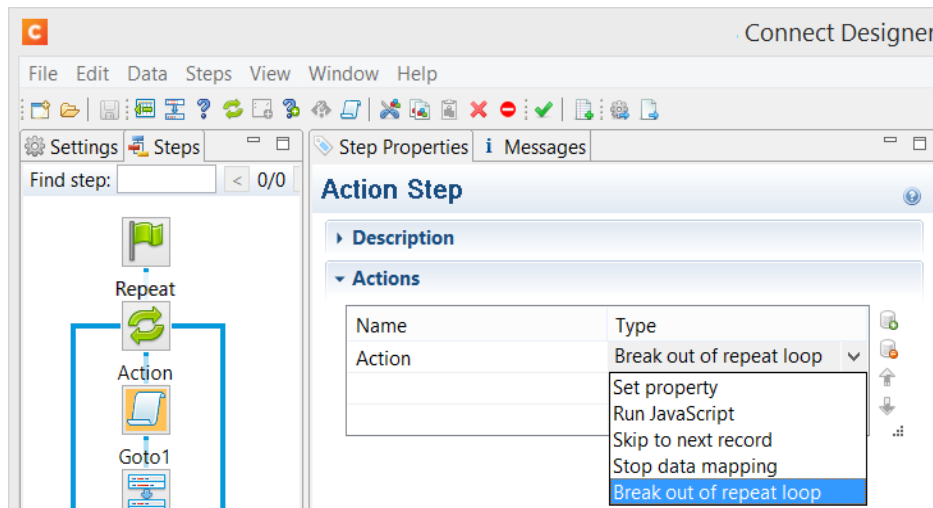 C
Connect Designer
File Edit Data Steps View Window Help
Settings Steps
Find step: < 0/0
Repeat
Action
Goto1
Step Properties i Messages
Action Step
Description
Actions
Name Type
Action Break out of repeat loop
Set property
Run JavaScript
Skip to next record
Stop data mapping
Break out of repeat loop